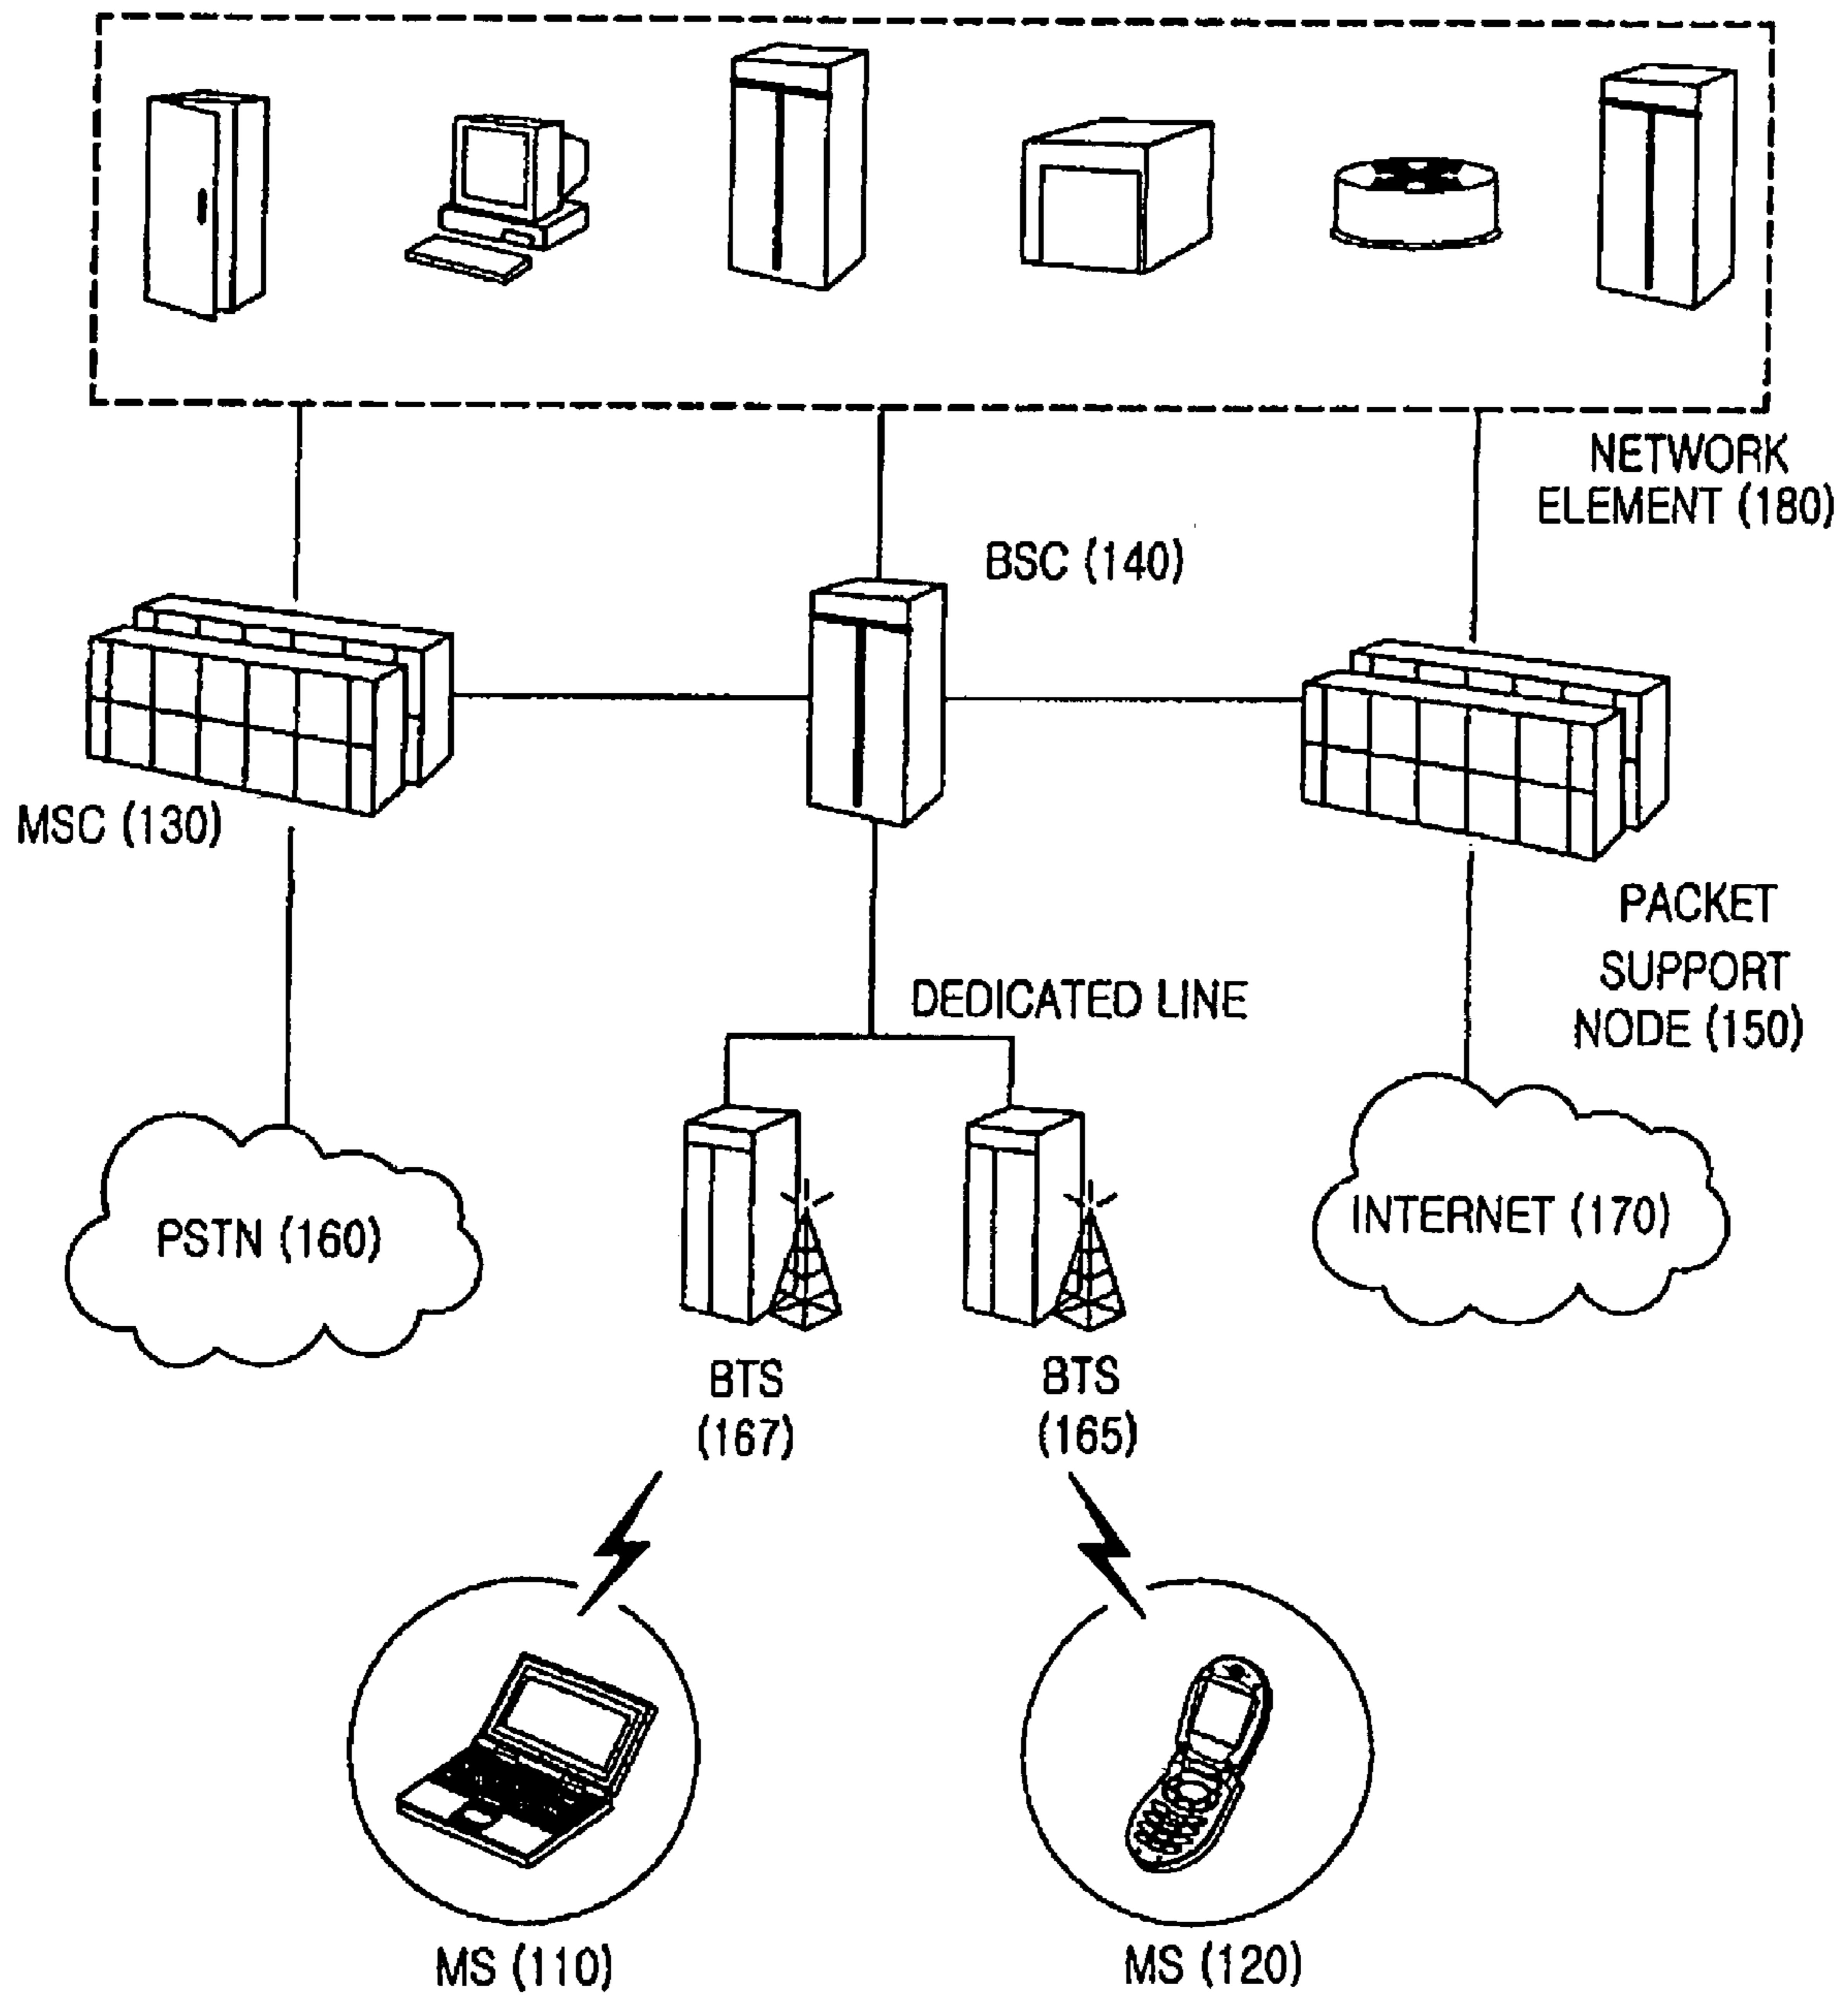 NETWORK
ELEMENT (180)
BSC (140)
MSC (130)
PACKET
SUPPORT
NODE (150)
DEDICATED LINE
PSTN (160)
INTERNET (170)
BTS
(167)
BTS
(165)
MS (110)
MS (120)